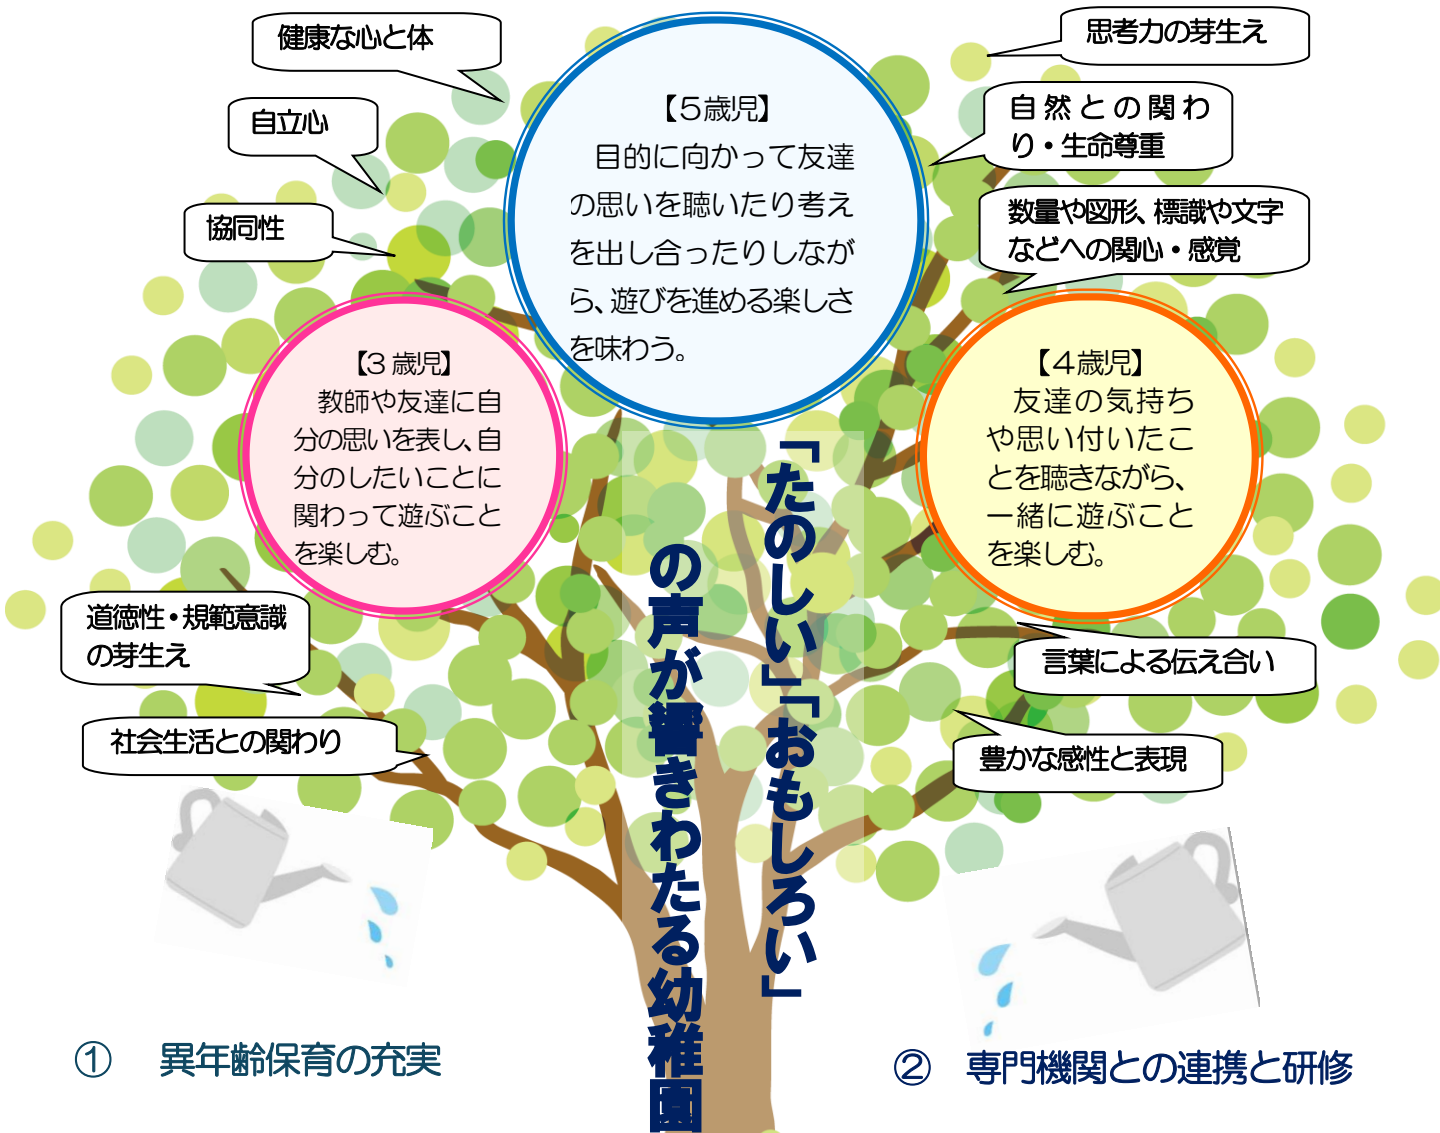 健康な心と体
自立心
協同性
思考力の芽生え
自然との関わ
り・生命尊重
数量や図形、標識や文字
などへの関心・感覚
【5歳児】
目的に向かって友達
の思いを聴いたり考え
を出し合ったりしなが
ら、遊びを進める楽しさ
を味わう。
【3歳児】
教師や友達に自
分の思いを表し、自
分のしたいことに
関わって遊ぶこと
を楽しむ。
【4歳児】
友達の気持ち
や思い付いたこ
とを聴きながら、
一緒に遊ぶこと
を楽しむ。
「たのしい」「おもしろい」
の声が響きわたる幼稚園
道徳性・規範意識
の芽生え
社会生活との関わり
言葉による伝え合い
豊かな感性と表現
① 異年齢保育の充実
② 専門機関との連携と研修